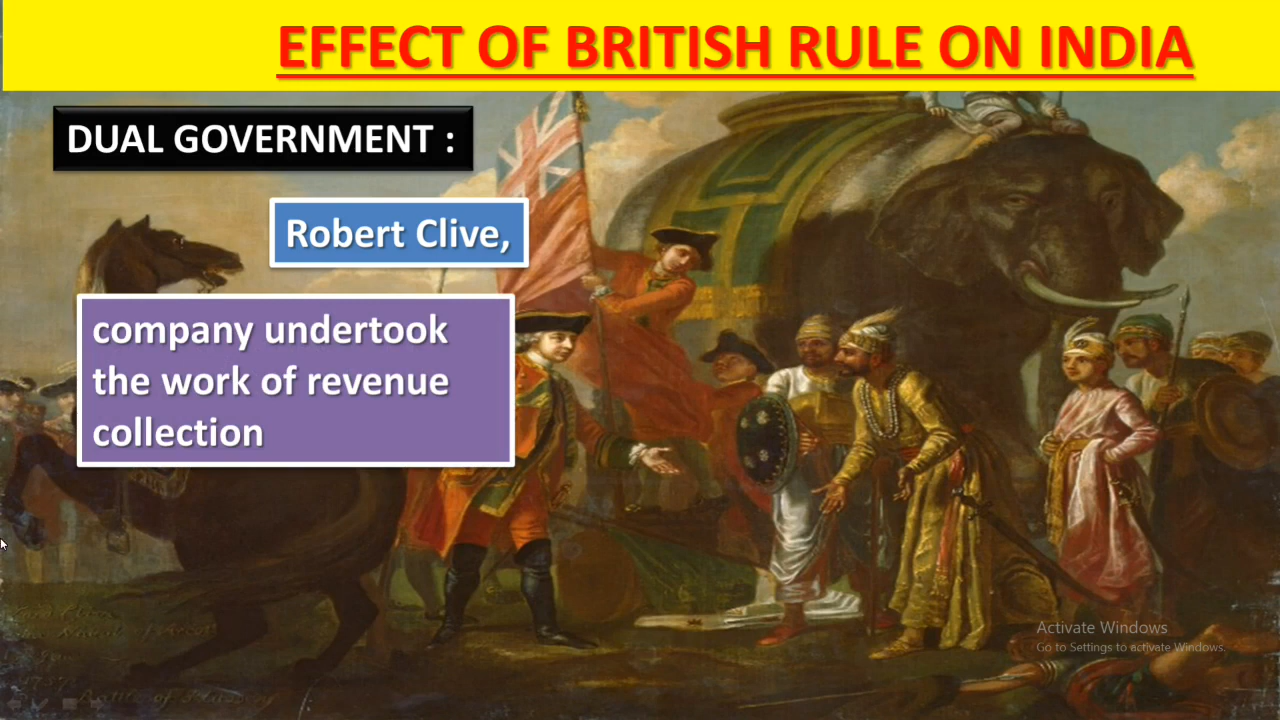 EFFECT OF BRITISH RULE ON INDIA
DUAL GOVERNMENT :
Robert Clive,
company undertook
the work of revenue
collection
Activate Windows
Go to Settings to activate Windows.